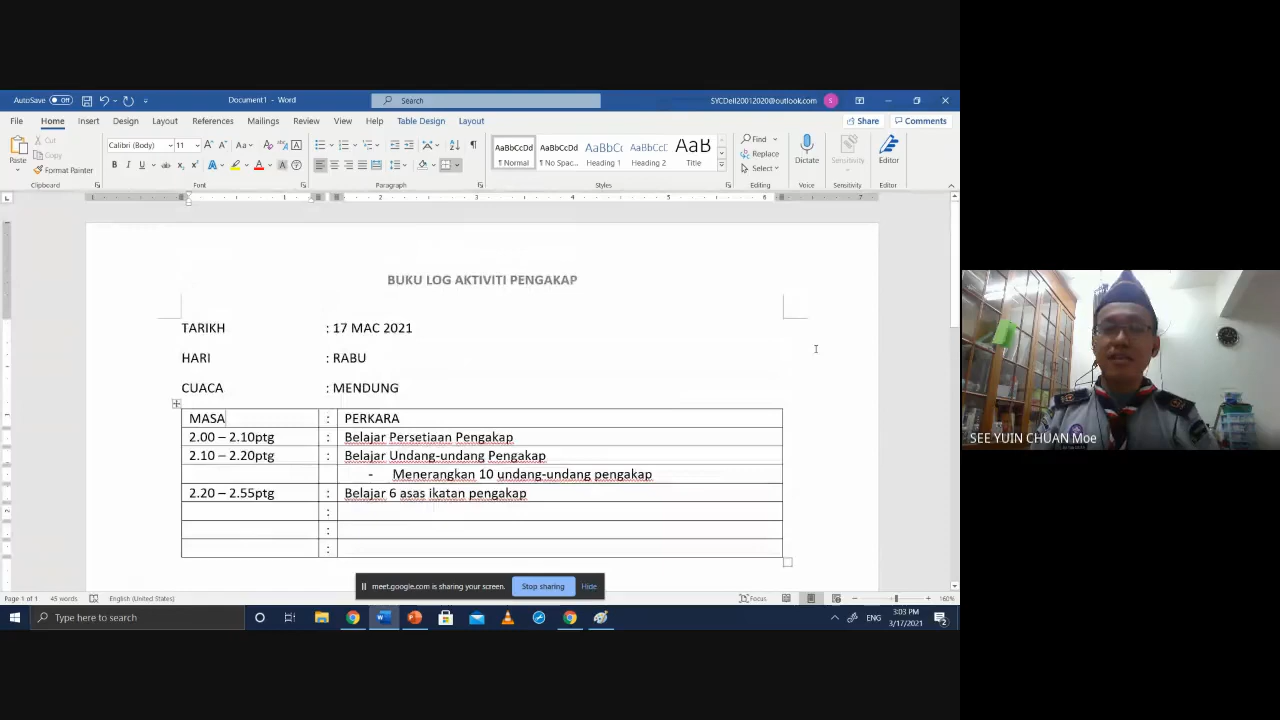 AutoSave Off Document1 - Word Search SYCDell20012020@outlook.com S
File Home Insert Design Layout References Mailings Review View Help Table Design Layout Share Comments
Cut
Copy
Format Painter
Paste
Calibri (Body) 11
AaBbCcDd AaBbCcDd AaBbCc AaBbCcC AaB
¶ Normal ¶ No Spac... Heading 1 Heading 2 Title
Find
Replace
Select
Dictate Sensitivity Editor
Clipboard Font Paragraph Styles Editing Voice Sensitivity Editor
BUKU LOG AKTIVITI PENGAKAP
TARIKH : 17 MAC 2021
HARI : RABU
CUACA : MENDUNG
MASA : PERKARA
2.00 – 2.10ptg : Belajar Persetiaan Pengakap
2.10 – 2.20ptg : Belajar Undang-undang Pengakap
- Menerangkan 10 undang-undang pengakap
2.20 – 2.55ptg : Belajar 6 asas ikatan pengakap
:
:
:
SEE YUIN CHUAN Moe
meet.google.com is sharing your screen. Stop sharing Hide
Page 1 of 1 45 words English (United States) Focus 160%
Type here to search ENG 3:03 PM
3/17/2021